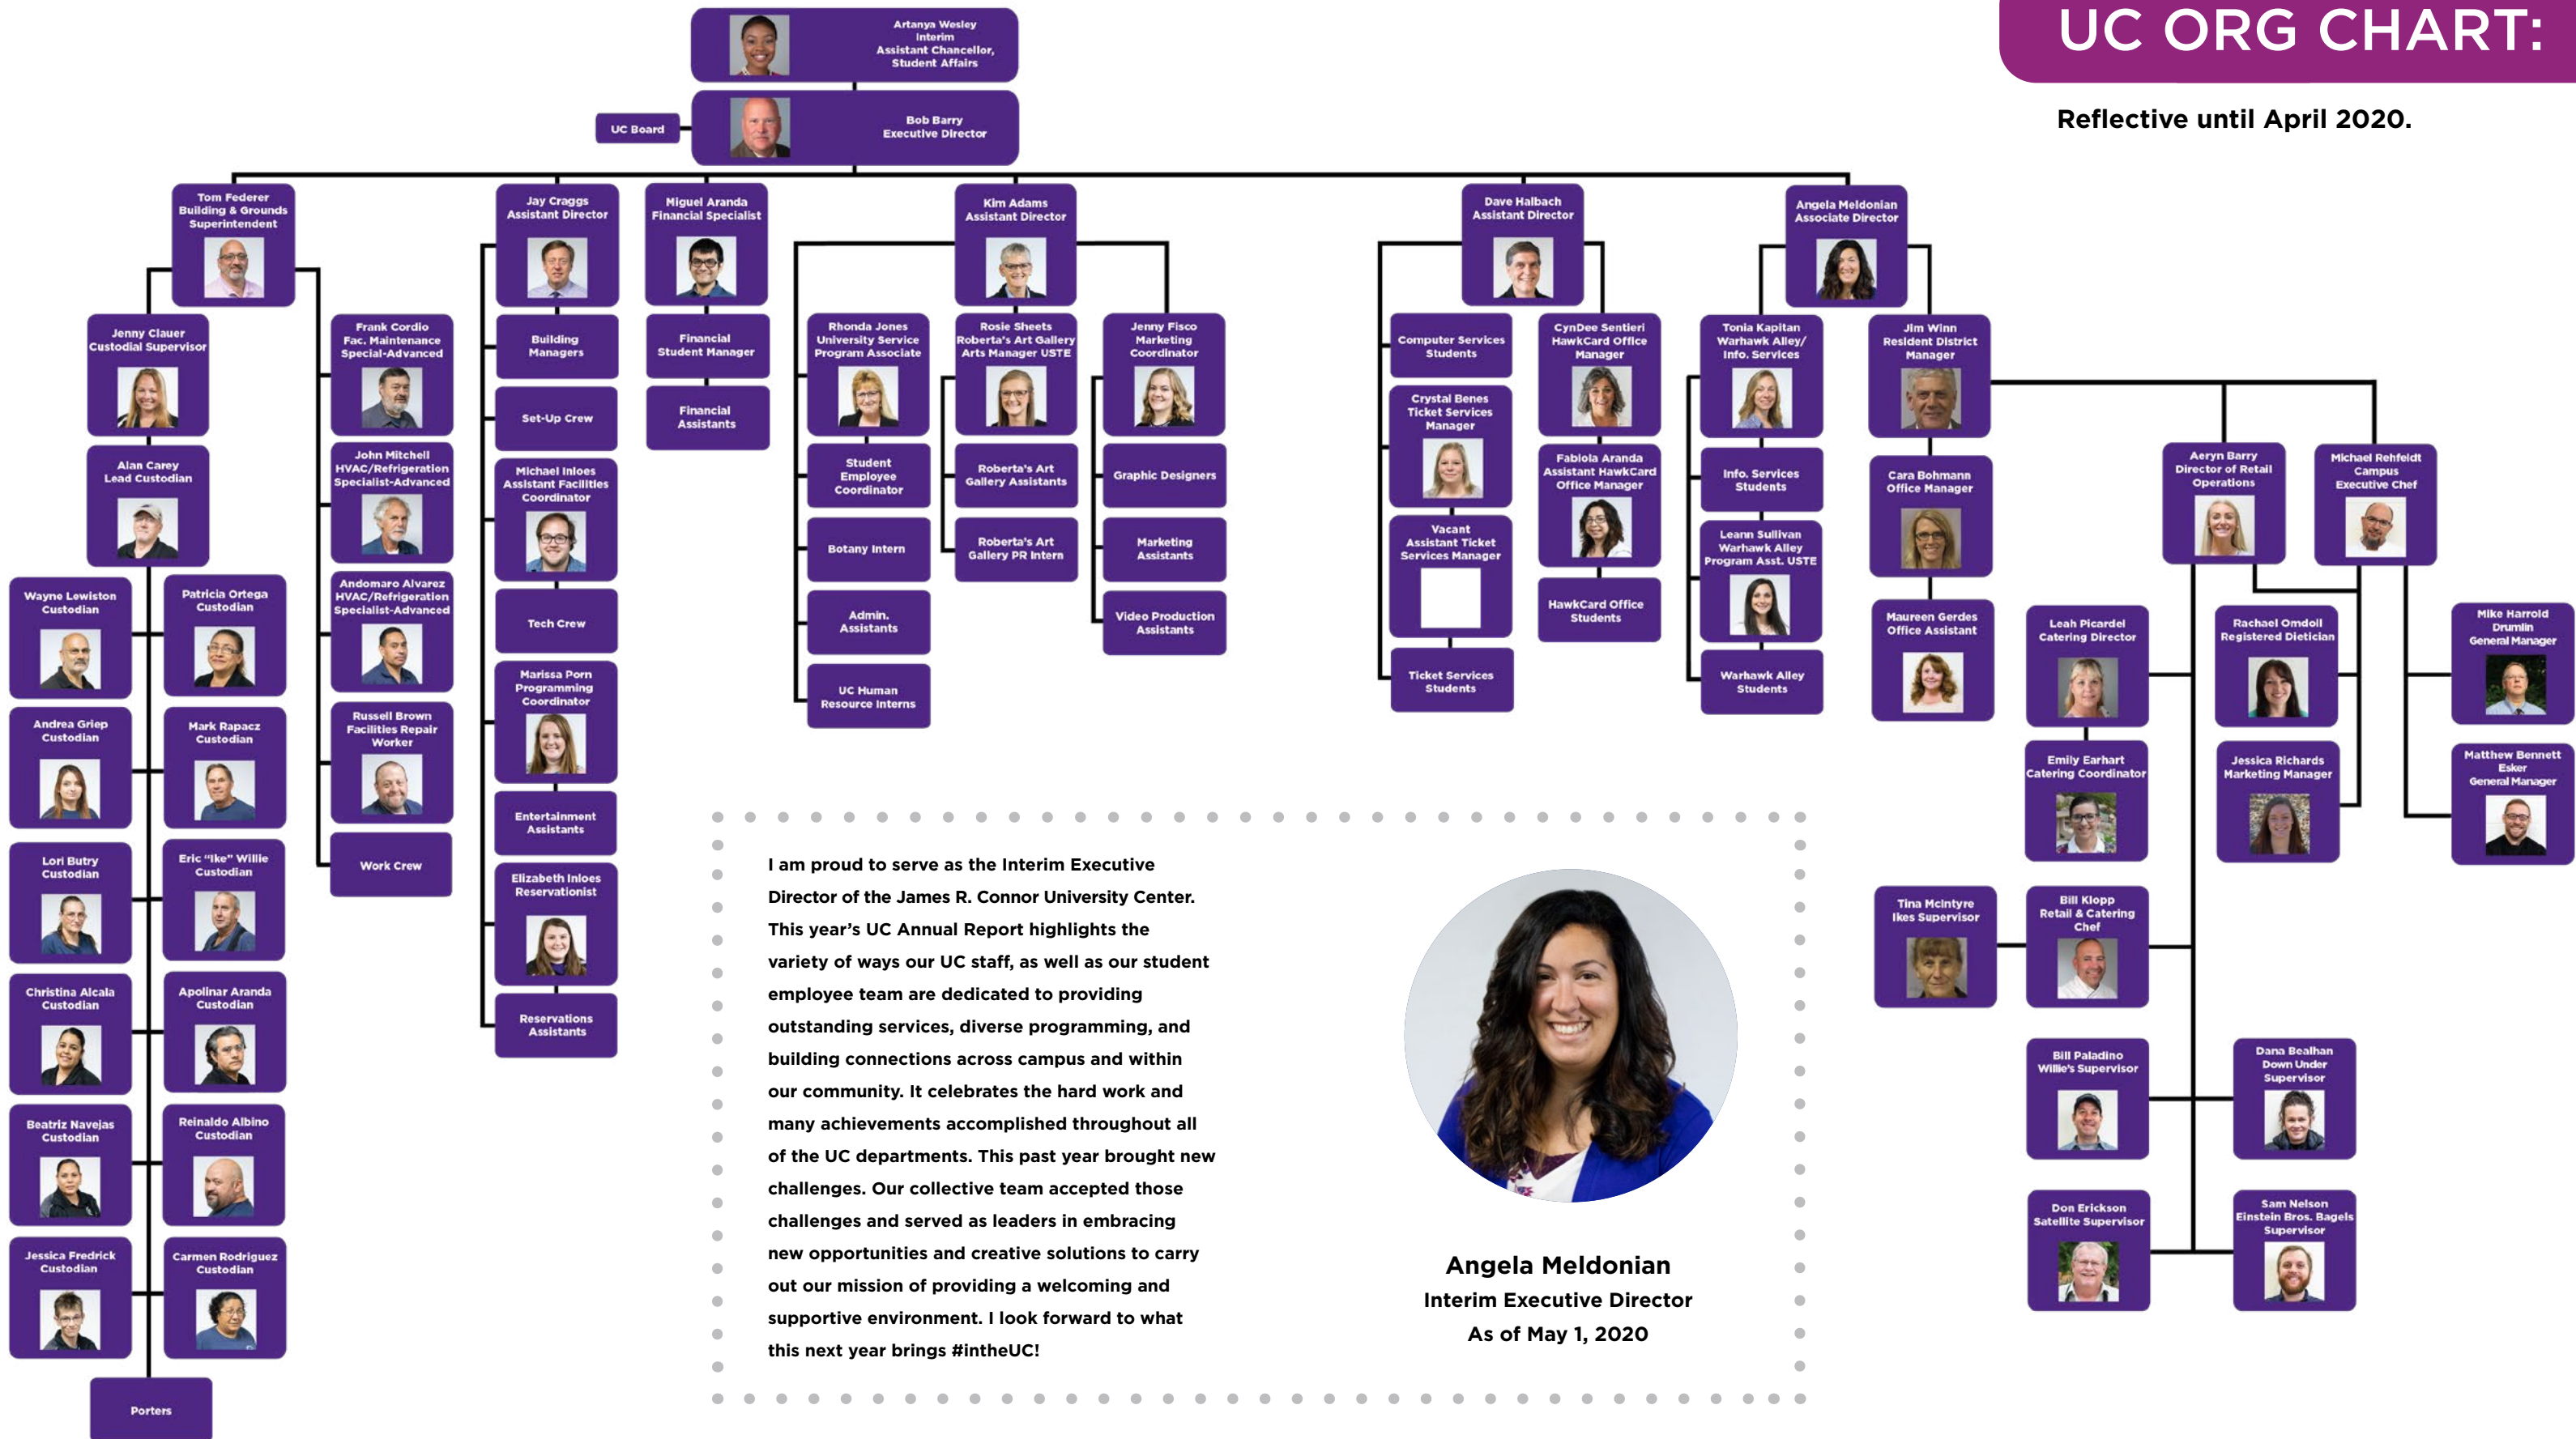 UC ORG CHART:
Reflective until April 2020.
Artanya Wesley
Interim
Assistant Chancellor,
Student Affairs
UC Board
Bob Barry
Executive Director
Tom Federer
Building & Grounds
Superintendent
Jay Craggs
Assistant Director
Miguel Aranda
Financial Specialist
Kim Adams
Assistant Director
Dave Halbach
Assistant Director
Angela Meldonian
Associate Director
Jenny Clauer
Custodial Supervisor
Alan Carey
Lead Custodian
Wayne Lewiston
Custodian
Patricia Ortega
Custodian
Andrea Griep
Custodian
Mark Rapacz
Custodian
Lori Butry
Custodian
Eric "Ike" Willie
Custodian
Christina Alcala
Custodian
Apolinar Aranda
Custodian
Beatriz Navejas
Custodian
Reinaldo Albino
Custodian
Jessica Fredrick
Custodian
Carmen Rodriguez
Custodian
Porters
Frank Cordio
Fac. Maintenance
Special-Advanced
John Mitchell
HVAC/Refrigeration
Specialist-Advanced
Andomaro Alvarez
HVAC/Refrigeration
Specialist-Advanced
Russell Brown
Facilities Repair
Worker
Work Crew
Building
Managers
Set-Up Crew
Michael Inloes
Assistant Facilities
Coordinator
Tech Crew
Marissa Porn
Programming
Coordinator
Entertainment
Assistants
Elizabeth Inloes
Reservationist
Reservations
Assistants
Financial
Student Manager
Financial
Assistants
Rhonda Jones
University Service
Program Associate
Student
Employee
Coordinator
Botany Intern
Admin.
Assistants
UC Human
Resource Interns
Rosie Sheets
Roberta's Art Gallery
Arts Manager USTE
Roberta's Art
Gallery Assistants
Roberta's Art
Gallery PR Intern
Jenny Fisco
Marketing
Coordinator
Graphic Designers
Marketing
Assistants
Video Production
Assistants
Computer Services
Students
Crystal Benes
Ticket Services
Manager
Vacant
Assistant Ticket
Services Manager
Ticket Services
Students
CynDee Sentieri
HawkCard Office
Manager
Fabiola Aranda
Assistant HawkCard
Office Manager
HawkCard Office
Students
Tonia Kapitan
Warhawk Alley/
Info. Services
Info. Services
Students
Leann Sullivan
Warhawk Alley
Program Asst. USTE
Warhawk Alley
Students
Jim Winn
Resident District
Manager
Cara Bohmann
Office Manager
Maureen Gerdes
Office Assistant
Aeryn Barry
Director of Retail
Operations
Michael Rehfeldt
Campus
Executive Chef
Leah Picardel
Catering Director
Rachael Omdoll
Registered Dietician
Mike Harrold
Drumlin
General Manager
Emily Earhart
Catering Coordinator
Jessica Richards
Marketing Manager
Matthew Bennett
Esker
General Manager
Tina McIntyre
Ikes Supervisor
Bill Klopp
Retail & Catering
Chef
Bill Paladino
Willie's Supervisor
Dana Bealhan
Down Under
Supervisor
Don Erickson
Satellite Supervisor
Sam Nelson
Einstein Bros. Bagels
Supervisor
I am proud to serve as the Interim Executive
Director of the James R. Connor University Center.
This year's UC Annual Report highlights the
variety of ways our UC staff, as well as our student
employee team are dedicated to providing
outstanding services, diverse programming, and
building connections across campus and within
our community. It celebrates the hard work and
many achievements accomplished throughout all
of the UC departments. This past year brought new
challenges. Our collective team accepted those
challenges and served as leaders in embracing
new opportunities and creative solutions to carry
out our mission of providing a welcoming and
supportive environment. I look forward to what
this next year brings #intheUC!
Angela Meldonian
Interim Executive Director
As of May 1, 2020